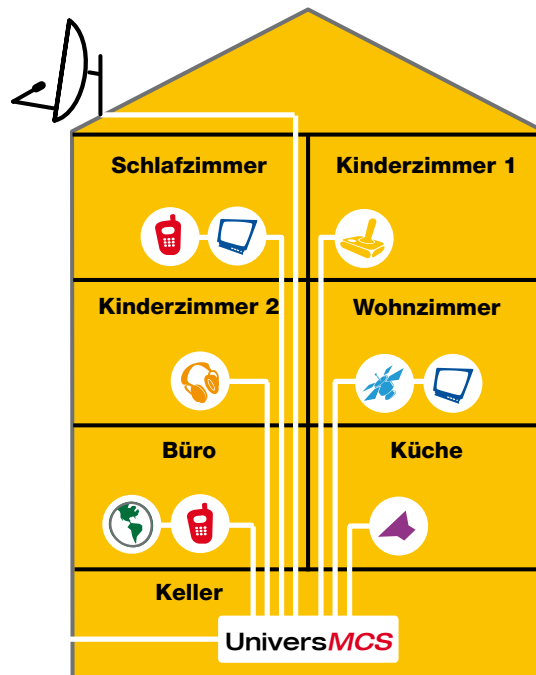 Schlafzimmer
Kinderzimmer 1
Kinderzimmer 2
Wohnzimmer
Büro
Küche
Keller
UniversMCS